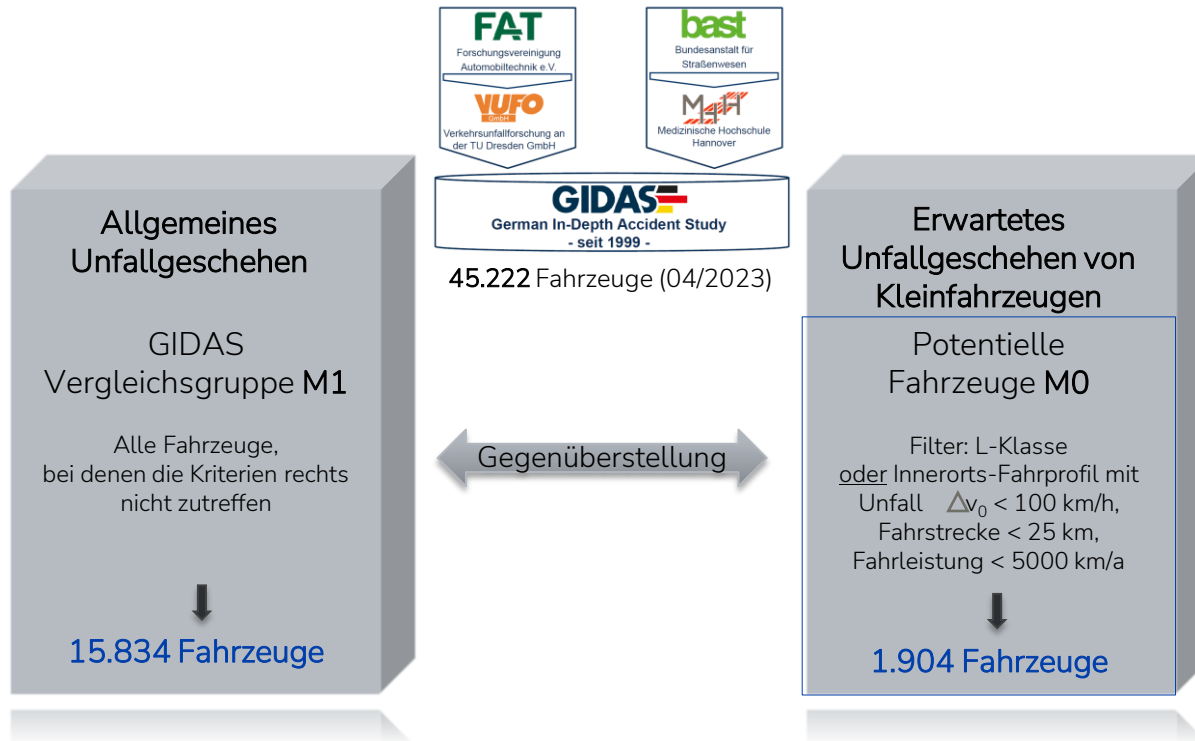 FAT
Forschungsvereinigung
Automobiltechnik e.V.
VUFO
GmbH
Verkehrsunfallforschung an
der TU Dresden GmbH
bast
Bundesanstalt für
Straßenwesen
MHH
Medizinische Hochschule
Hannover
GIDAS
German In-Depth Accident Study
- seit 1999 -
45.222 Fahrzeuge (04/2023)
Allgemeines
Unfallgeschehen
GIDAS
Vergleichsgruppe M1
Alle Fahrzeuge,
bei denen die Kriterien rechts
nicht zutreffen
15.834 Fahrzeuge
Gegenüberstellung
Erwartetes
Unfallgeschehen von
Kleinfahrzeugen
Potentielle
Fahrzeuge M0
Filter: L-Klasse
oder Innerorts-Fahrprofil mit
Unfall △v₀ < 100 km/h,
Fahrstrecke < 25 km,
Fahrleistung < 5000 km/a
1.904 Fahrzeuge